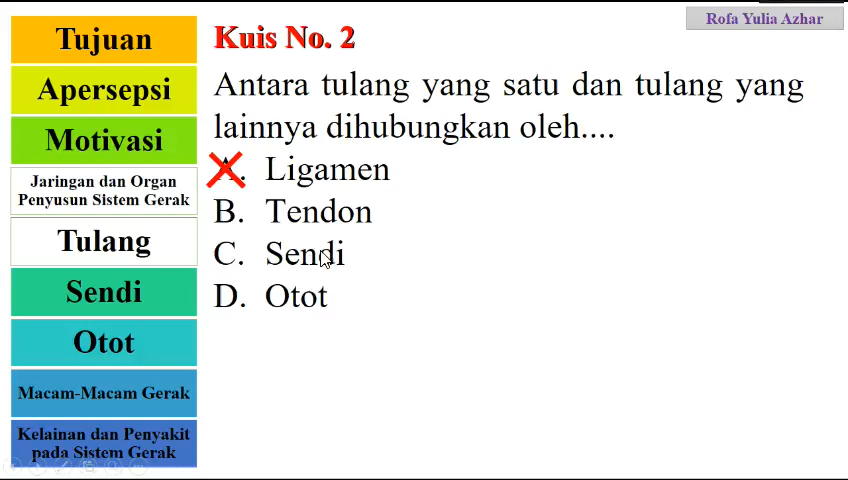 Rofa Yulia Azhar
Tujuan
Apersepsi
Motivasi
Jaringan dan Organ
Penyusun Sistem Gerak
Tulang
Sendi
Otot
Macam-Macam Gerak
Kelainan dan Penyakit
pada Sistem Gerak
Kuis No. 2
Antara tulang yang satu dan tulang yang
lainnya dihubungkan oleh....
A. Ligamen
B. Tendon
C. Sendi
D. Otot